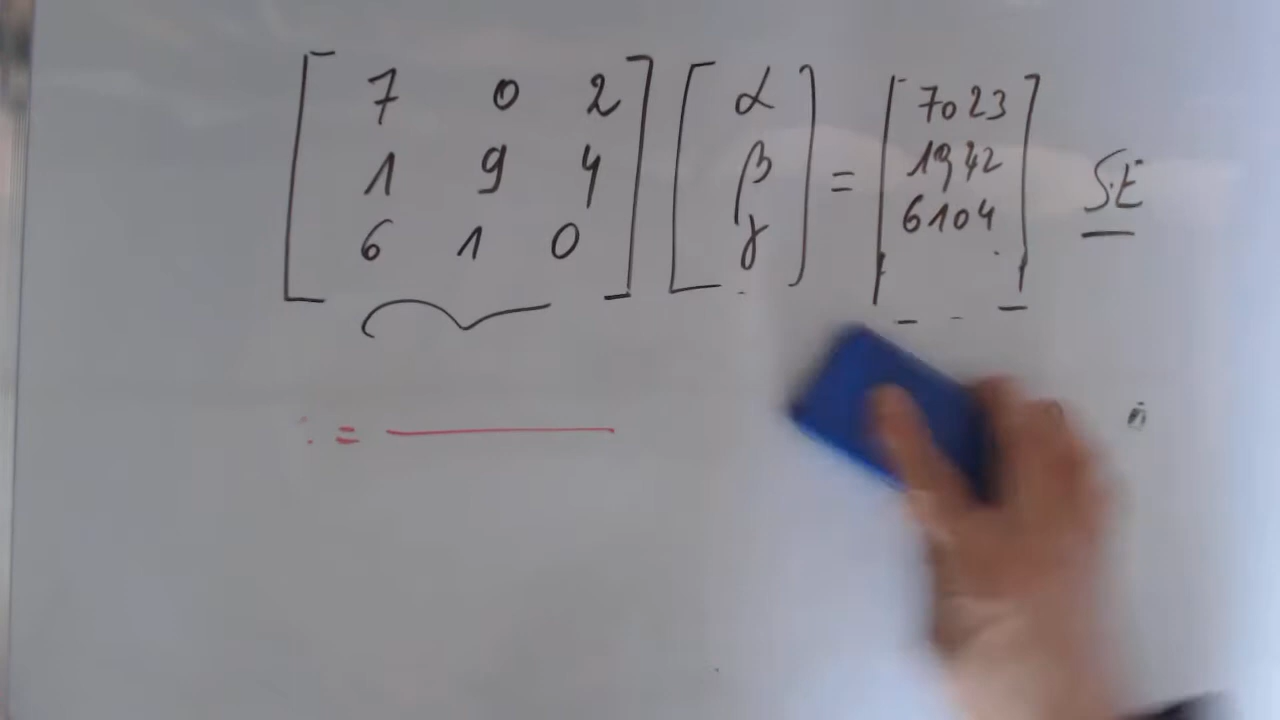 [7 0 2] [α] = [7023]
[1 9 4] [β] = [1942] S.E
[6 1 0] [γ] = [6104]
:=